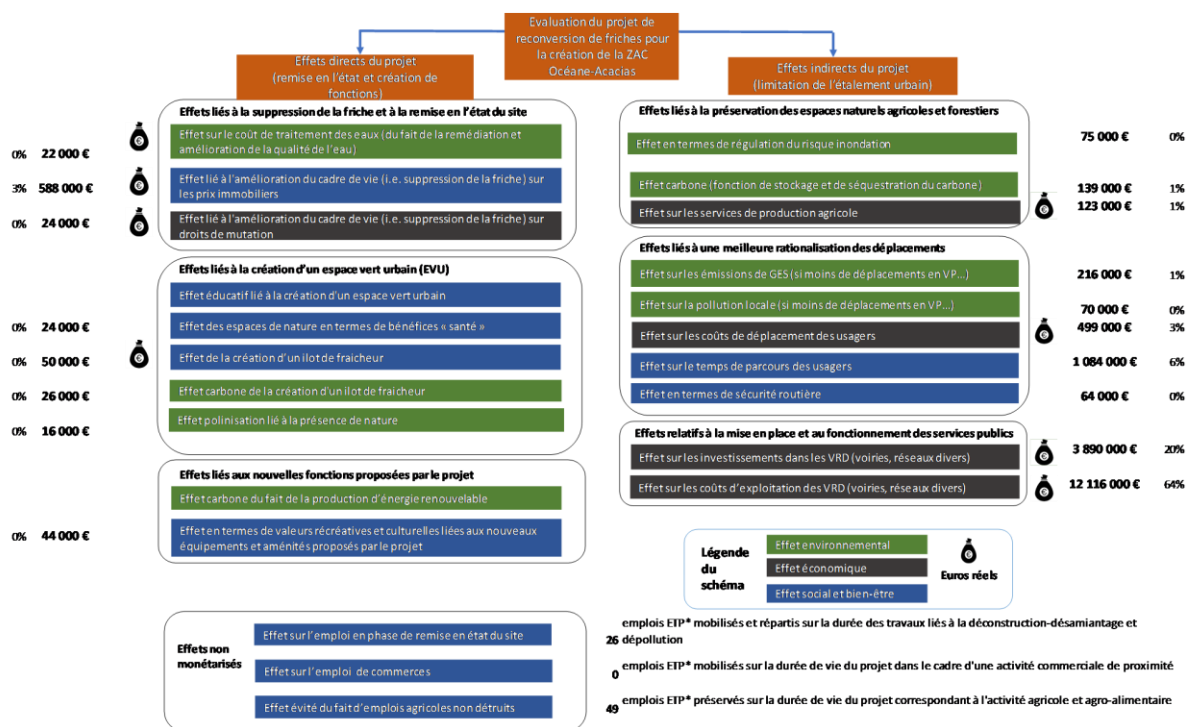 Evaluation du projet de
reconversion de friches pour
la création de la ZAC
Océane-Acacias
Effets directs du projet
(remise en l'état et création de
fonctions)
Effets liés à la suppression de la friche et à la remise en l'état du site
0% 22 000 €
Effet sur le coût de traitement des eaux (du fait de la remédiation et
amélioration de la qualité de l'eau)
3% 588 000 €
Effet lié à l'amélioration du cadre de vie (i.e. suppression de la friche) sur
les prix immobiliers
0% 24 000 €
Effet lié à l'amélioration du cadre de vie (i.e. suppression de la friche) sur
droits de mutation
Effets liés à la création d'un espace vert urbain (EVU)
Effet éducatif lié à la création d'un espace vert urbain
0% 24 000 €
Effet des espaces de nature en termes de bénéfices « santé »
0% 50 000 €
Effet de la création d'un ilot de fraicheur
0% 26 000 €
Effet carbone de la création d'un ilot de fraicheur
0% 16 000 €
Effet polinisation lié à la présence de nature
Effets liés aux nouvelles fonctions proposées par le projet
Effet carbone du fait de la production d'énergie renouvelable
0% 44 000 €
Effet en termes de valeurs récréatives et culturelles liées aux nouveaux
équipements et aménités proposés par le projet
Effets indirects du projet
(limitation de l'étalement urbain)
Effets liés à la préservation des espaces naturels agricoles et forestiers
Effet en termes de régulation du risque inondation
75 000 € 0%
Effet carbone (fonction de stockage et de séquestration du carbone)
139 000 € 1%
Effet sur les services de production agricole
123 000 € 1%
Effets liés à une meilleure rationalisation des déplacements
Effet sur les émissions de GES (si moins de déplacements en VP...)
216 000 € 1%
Effet sur la pollution locale (si moins de déplacements en VP...)
70 000 € 0%
Effet sur les coûts de déplacement des usagers
499 000 € 3%
Effet sur le temps de parcours des usagers
1 084 000 € 6%
Effet en termes de sécurité routière
64 000 € 0%
Effets relatifs à la mise en place et au fonctionnement des services publics
Effet sur les investissements dans les VRD (voiries, réseaux divers)
3 890 000 € 20%
Effet sur les coûts d'exploitation des VRD (voiries, réseaux divers)
12 116 000 € 64%
Légende
du
schéma
Effet environnemental
Effet économique
Effet social et bien-être
€
Euros réels
Effets non
monétarisés
Effet sur l'emploi en phase de remise en état du site
26 emplois ETP* mobilisés et répartis sur la durée des travaux liés à la déconstruction-désamiantage et
dépollution
Effet sur l'emploi de commerces
0 emplois ETP* mobilisés sur la durée de vie du projet dans le cadre d'une activité commerciale de proximité
Effet évité du fait d'emplois agricoles non détruits
49 emplois ETP* préservés sur la durée de vie du projet correspondant à l'activité agricole et agro-alimentaire